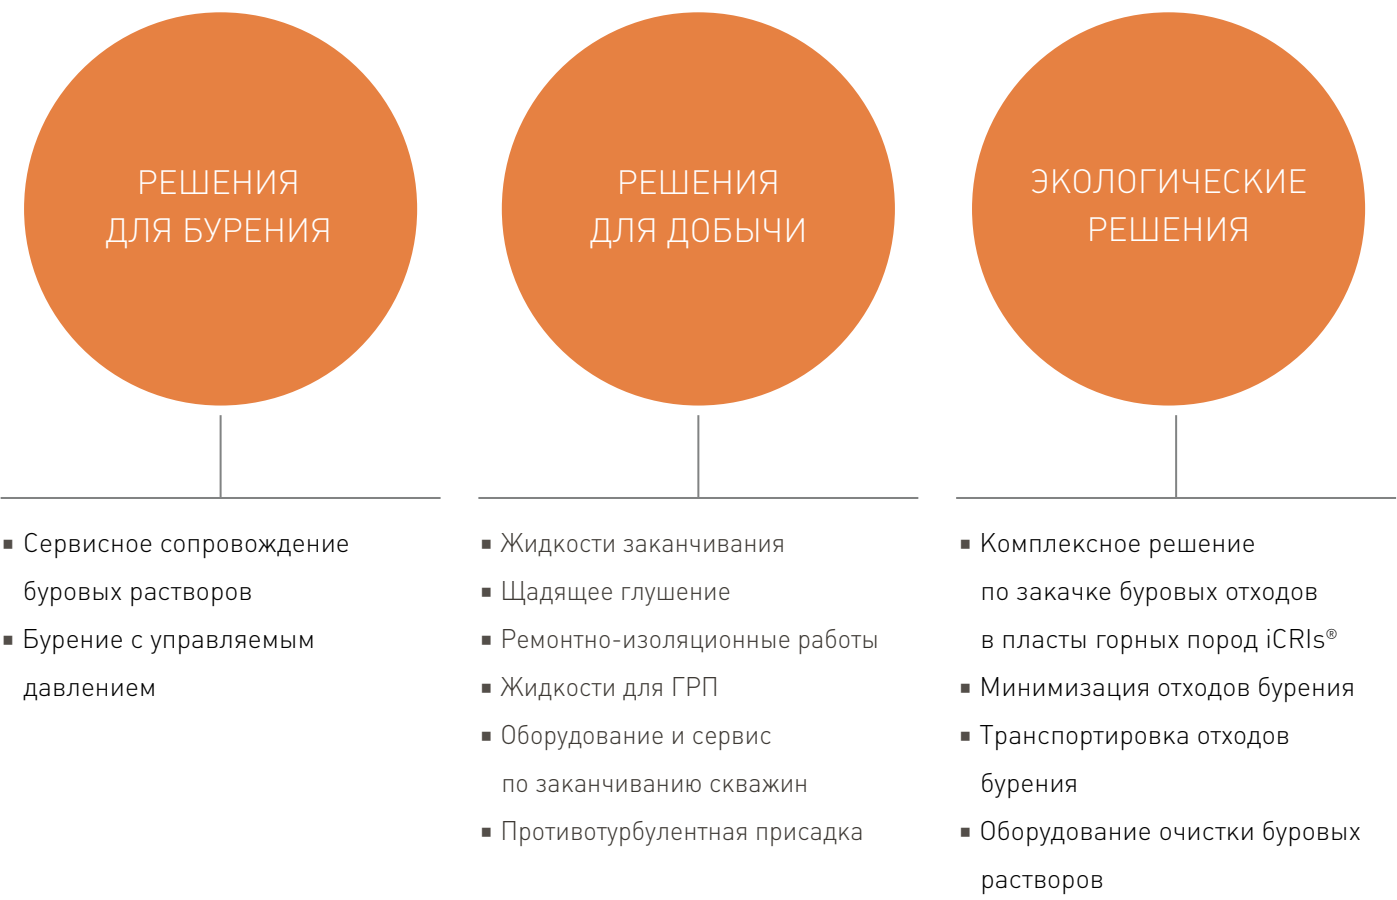 РЕШЕНИЯ
ДЛЯ БУРЕНИЯ
▪ Сервисное сопровождение
буровых растворов
▪ Бурение с управляемым
давлением
РЕШЕНИЯ
ДЛЯ ДОБЫЧИ
▪ Жидкости заканчивания
▪ Щадящее глушение
▪ Ремонтно-изоляционные работы
▪ Жидкости для ГРП
▪ Оборудование и сервис
по заканчиванию скважин
▪ Противотурбулентная присадка
ЭКОЛОГИЧЕСКИЕ
РЕШЕНИЯ
▪ Комплексное решение
по закачке буровых отходов
в пласты горных пород iCRIs®
▪ Минимизация отходов бурения
▪ Транспортировка отходов
бурения
▪ Оборудование очистки буровых
растворов